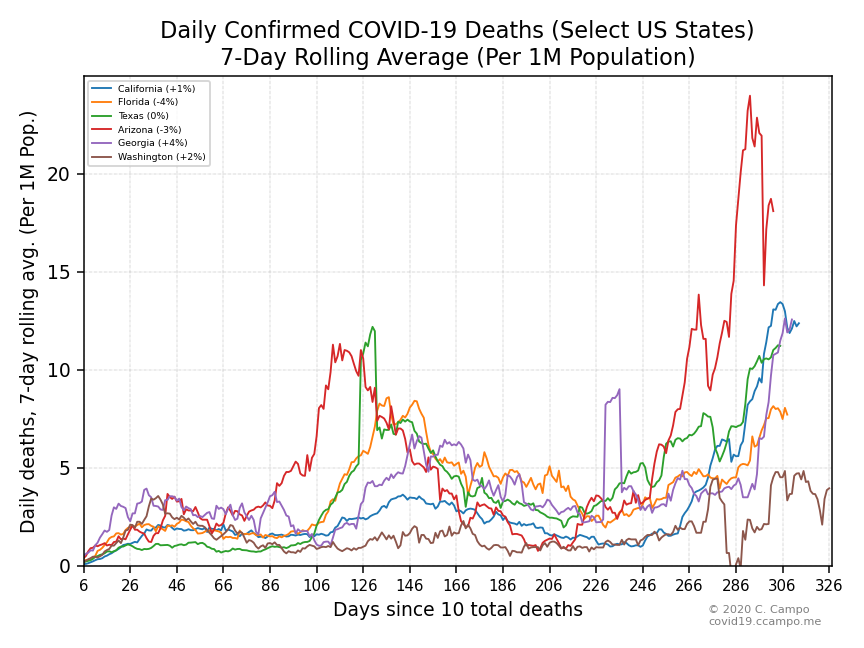 Daily Confirmed COVID-19 Deaths (Select US States)
7-Day Rolling Average (Per 1M Population)
Daily deaths, 7-day rolling avg. (Per 1M Pop.)
California (+1%)
Florida (-4%)
Texas (0%)
Arizona (-3%)
Georgia (+4%)
Washington (+2%)
20
15
10
5
0
6 26 46 66 86 106 126 146 166 186 206 226 246 266 286 306 326
Days since 10 total deaths
© 2020 C. Campo
covid19.ccampo.me